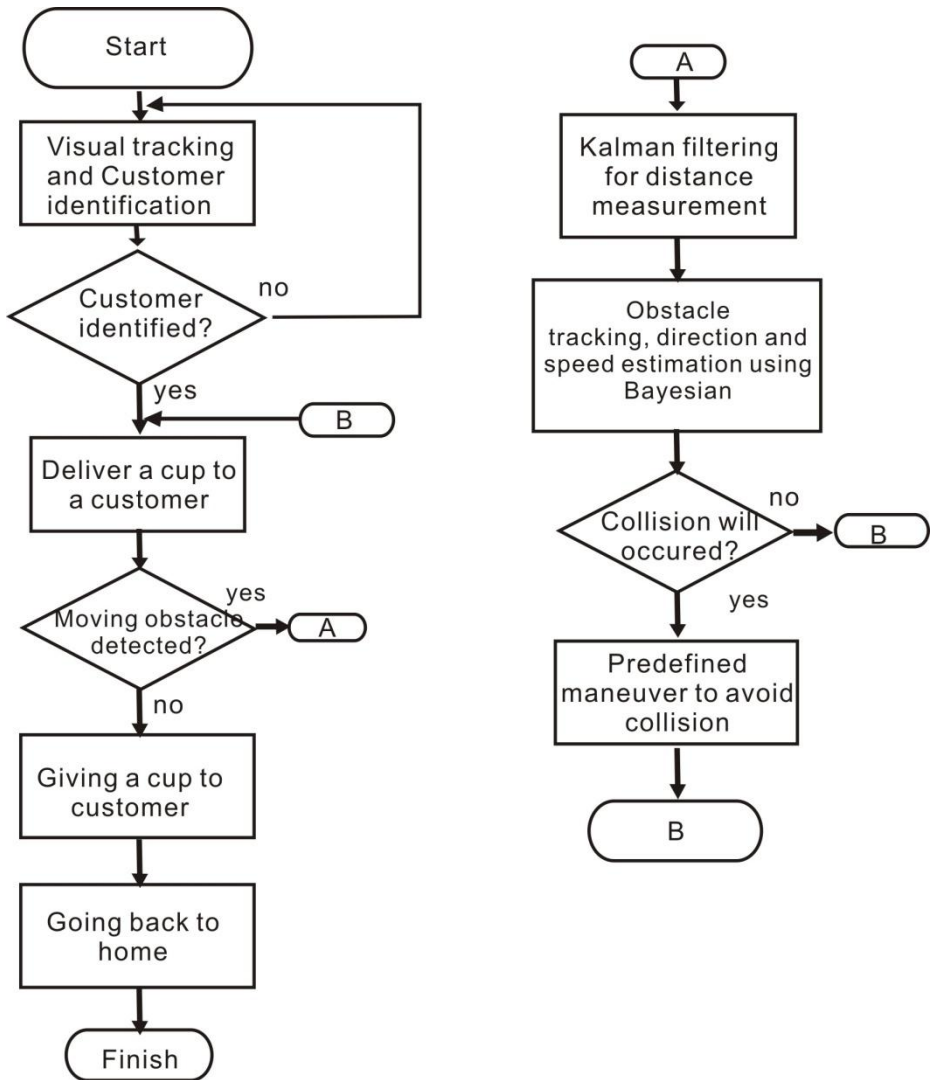 Start
Visual tracking
and Customer
identification
Customer
identified?
no
yes
B
Deliver a cup to
a customer
Moving obstacle
detected?
yes
A
no
Giving a cup to
customer
Going back to
home
Finish
A
Kalman filtering
for distance
measurement
Obstacle
tracking, direction and
speed estimation using
Bayesian
Collision will
occured?
no
B
yes
Predefined
maneuver to avoid
collision
B